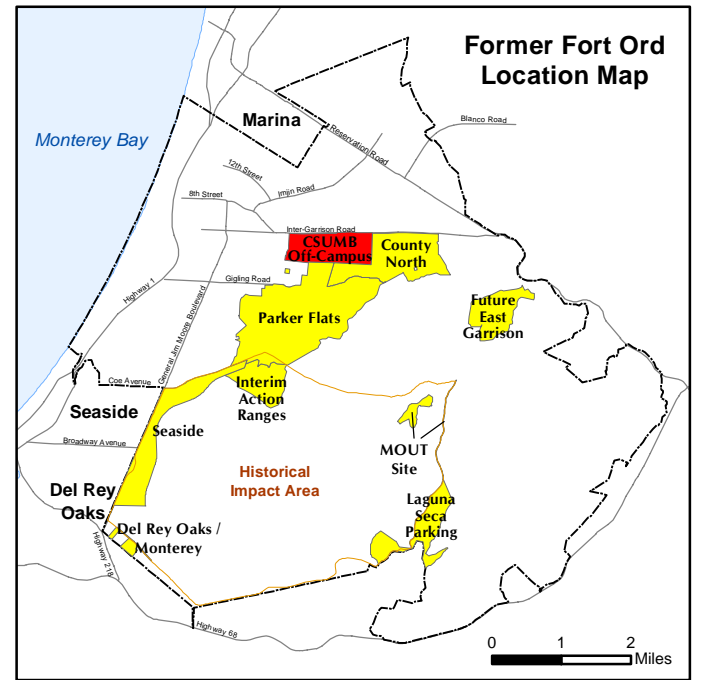 Former Fort Ord
Location Map
Monterey Bay
Marina
Blanco Road
Reservation Road
12th Street
Imjin Road
8th Street
Inter-Garrison Road
CSUMB
Off-Campus
County
North
Gigling Road
Highway 1
General Jim Moore Boulevard
Parker Flats
Future
East
Garrison
Coe Avenue
Interim
Action
Ranges
Seaside
Seaside
Broadway Avenue
MOUT
Site
Historical
Impact Area
Del Rey
Oaks
Laguna
Seca
Parking
Del Rey Oaks /
Monterey
Highway 218
Highway 68
0 1 2
Miles